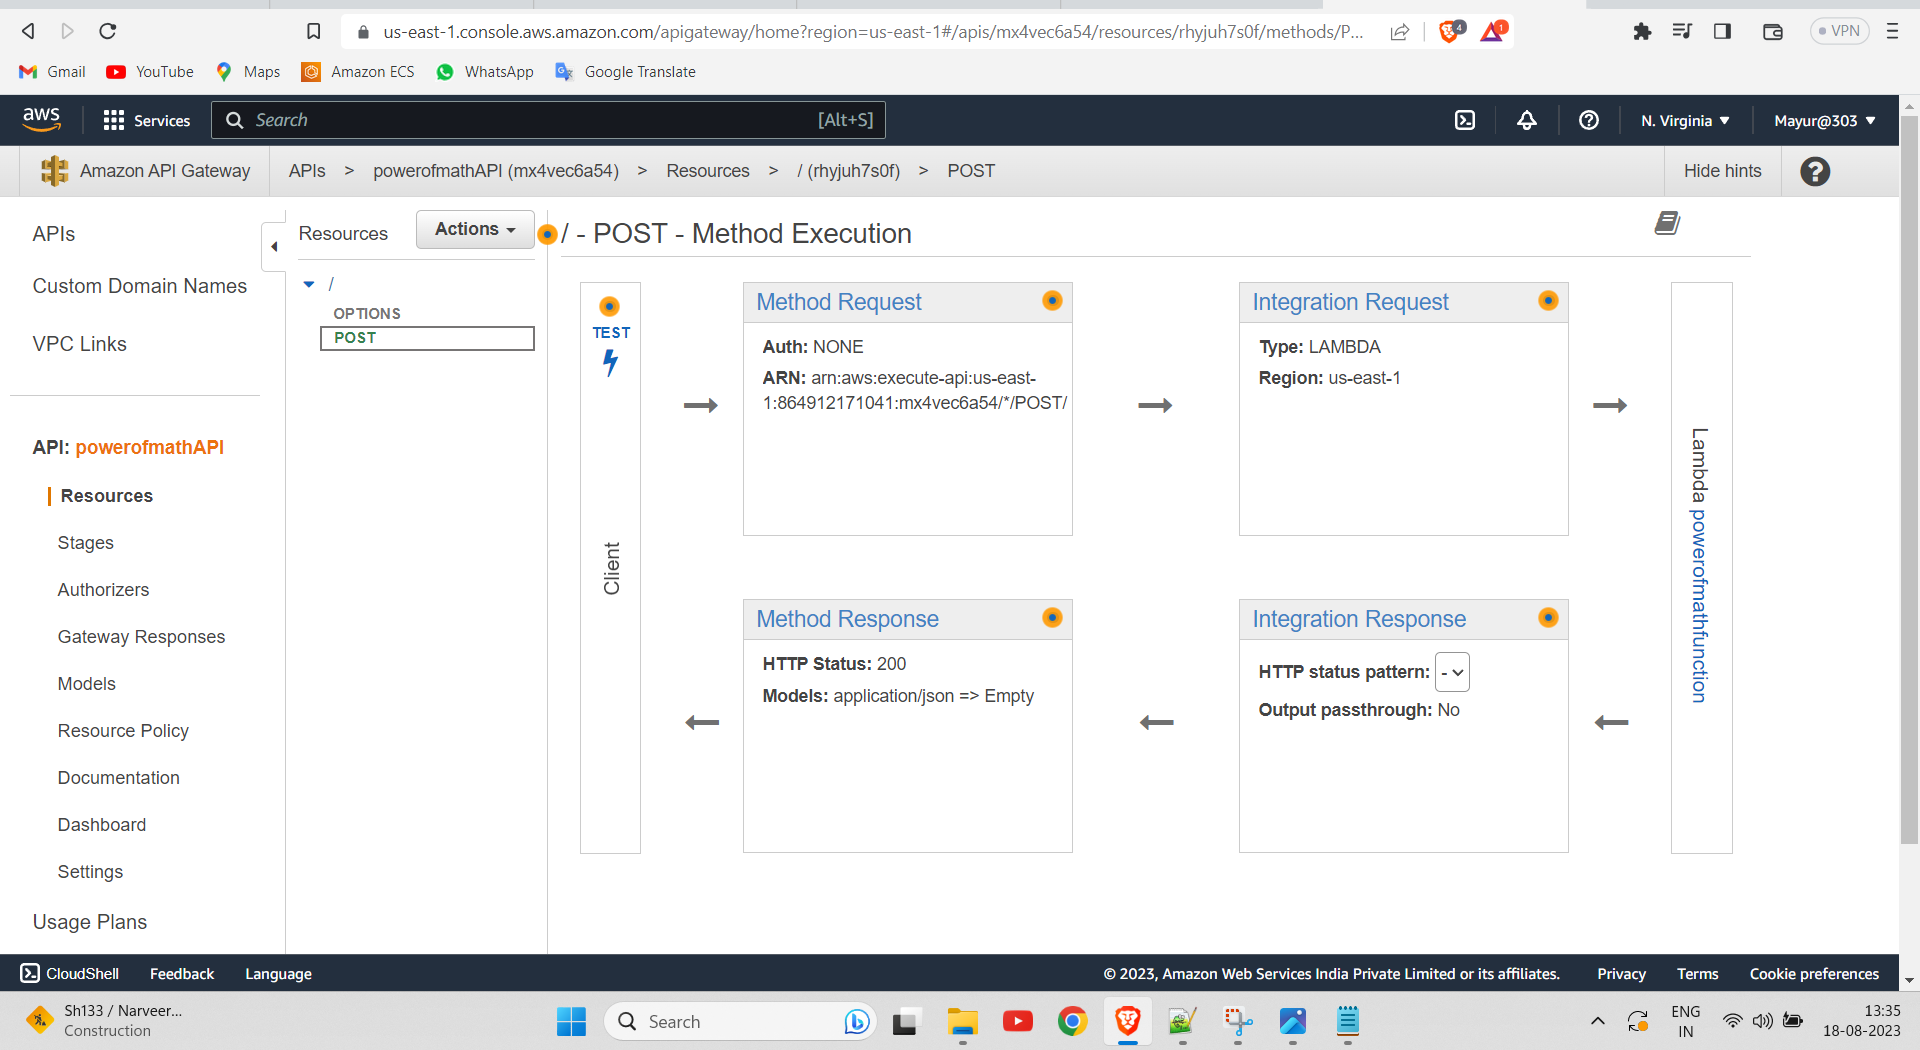 us-east-1.console.aws.amazon.com/apigateway/home?region=us-east-1#/apis/mx4vec6a54/resources/rhyjuh7s0f/methods/P...
4
1
VPN
Gmail
YouTube
Maps
Amazon ECS
WhatsApp
Google Translate
aws
Services
Search
[Alt+S]
N. Virginia
Mayur@303
Amazon API Gateway
APIs > powerofmathAPI (mx4vec6a54) > Resources > / (rhyjuh7s0f) > POST
Hide hints
APIs
Custom Domain Names
VPC Links
API: powerofmathAPI
Resources
Stages
Authorizers
Gateway Responses
Models
Resource Policy
Documentation
Dashboard
Settings
Usage Plans
Resources
Actions
/
OPTIONS
POST
/ - POST - Method Execution
TEST
Client
Method Request
Auth: NONE
ARN: arn:aws:execute-api:us-east-
1:864912171041:mx4vec6a54/*/POST/
Integration Request
Type: LAMBDA
Region: us-east-1
Lambda powerofmathfunction
Method Response
HTTP Status: 200
Models: application/json => Empty
Integration Response
HTTP status pattern: -
Output passthrough: No
CloudShell
Feedback
Language
© 2023, Amazon Web Services India Private Limited or its affiliates.
Privacy
Terms
Cookie preferences
Sh133 / Narveer...
Construction
Search
ENG
IN
13:35
18-08-2023